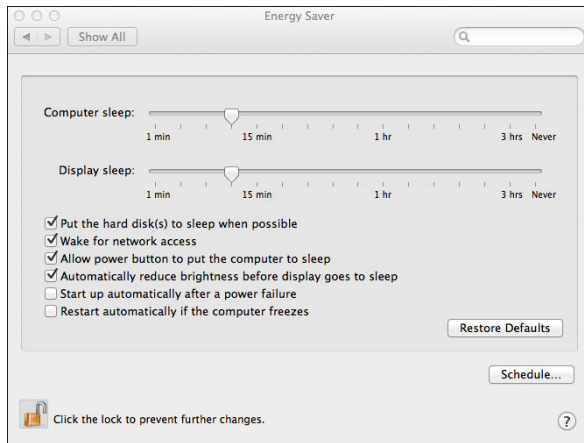 Energy Saver
Show All
Computer sleep:
1 min 15 min 1 hr 3 hrs Never
Display sleep:
1 min 15 min 1 hr 3 hrs Never
Put the hard disk(s) to sleep when possible
Wake for network access
Allow power button to put the computer to sleep
Automatically reduce brightness before display goes to sleep
Start up automatically after a power failure
Restart automatically if the computer freezes
Restore Defaults
Schedule...
Click the lock to prevent further changes.
?